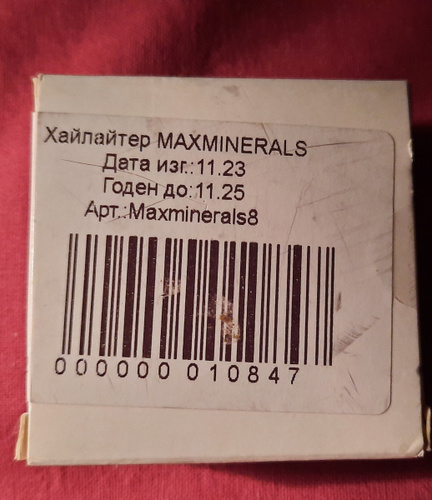 Хайлайтер MAXMINERALS
Дата изг.:11.23
Годен до:11.25
Арт.:Maxminerals8
000000 010847